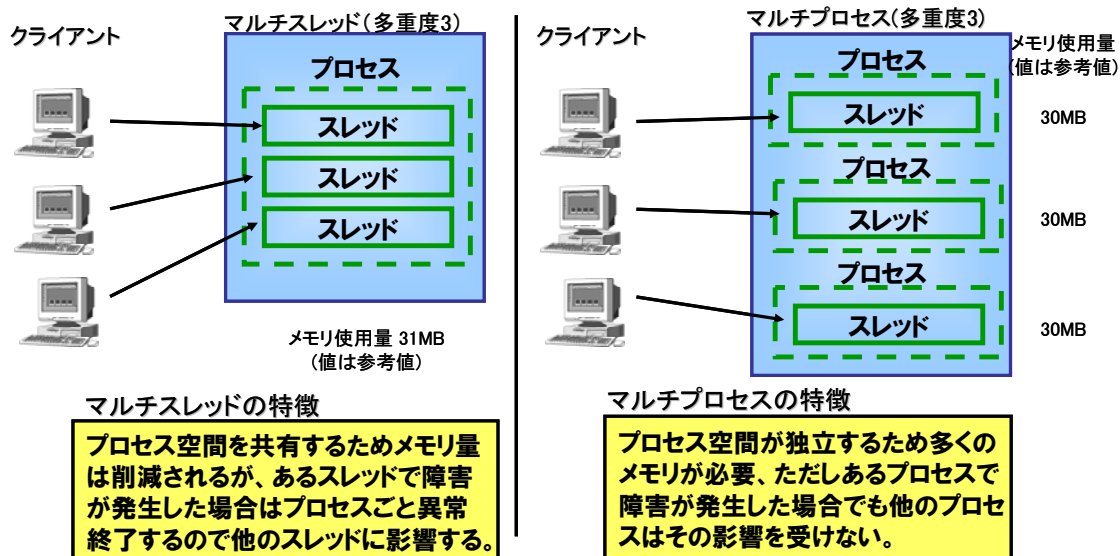 クライアント
マルチスレッド(多重度3)
プロセス
スレッド
スレッド
スレッド
メモリ使用量 31MB
(値は参考値)
マルチスレッドの特徴
プロセス空間を共有するためメモリ量
は削減されるが、あるスレッドで障害
が発生した場合はプロセスごと異常
終了するので他のスレッドに影響する。
クライアント
マルチプロセス(多重度3)
メモリ使用量
(値は参考値)
プロセス
スレッド
30MB
プロセス
スレッド
30MB
プロセス
スレッド
30MB
マルチプロセスの特徴
プロセス空間が独立するため多くの
メモリが必要、ただしあるプロセスで
障害が発生した場合でも他のプロセ
スはその影響を受けない。